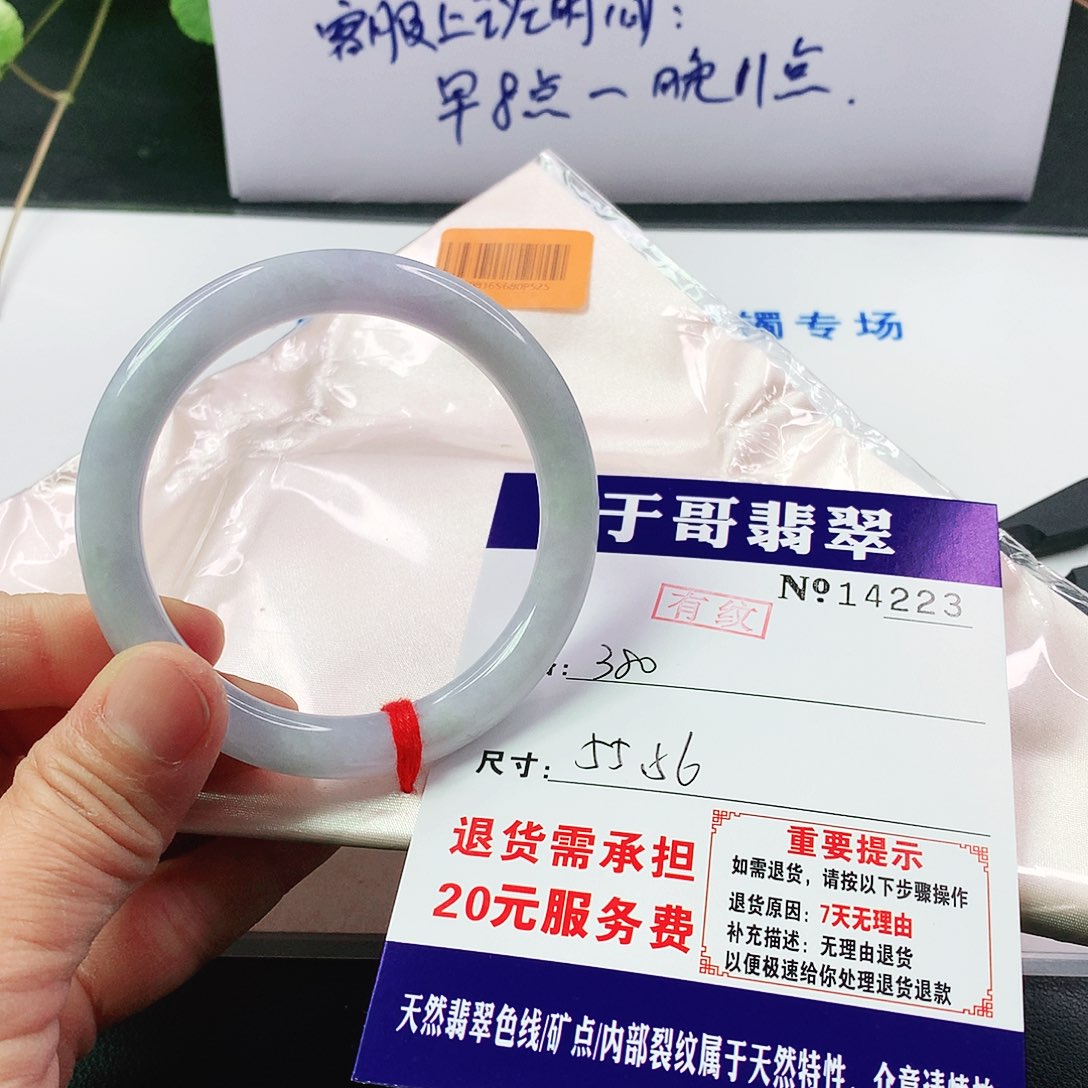 客服上班时间：
早8点一晚11点.
镯专场
于哥翡翠
№14223
有纹
: 380
尺寸: 55 56
退货需承担
20元服务费
重要提示
如需退货，请按以下步骤操作
退货原因：7天无理由
补充描述：无理由退货
以便极速给你处理退货退款
天然翡翠色线/矿点/内部裂纹属于天然特性